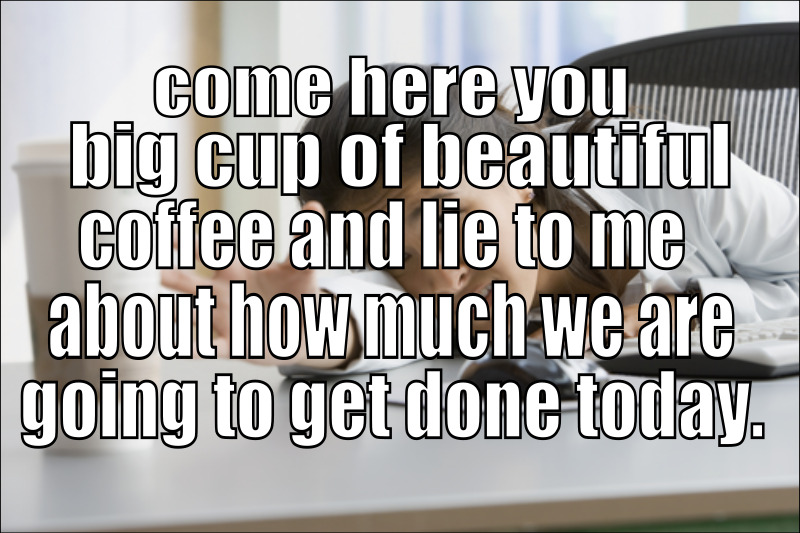 come here you
big cup of beautiful
coffee and lie to me
about how much we are
going to get done today.